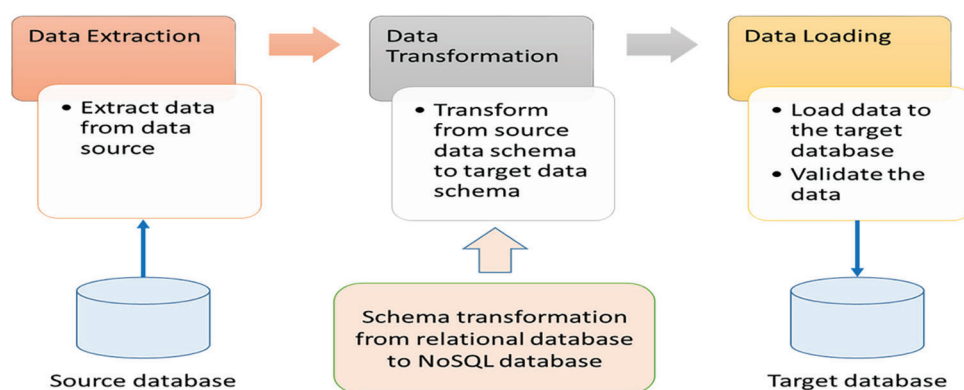 Data Extraction
• Extract data
from data
source
Source database
Data
Transformation
• Transform
from source
data schema
to target data
schema
Schema transformation
from relational database
to NoSQL database
Data Loading
• Load data to
the target
database
• Validate the
data
Target database